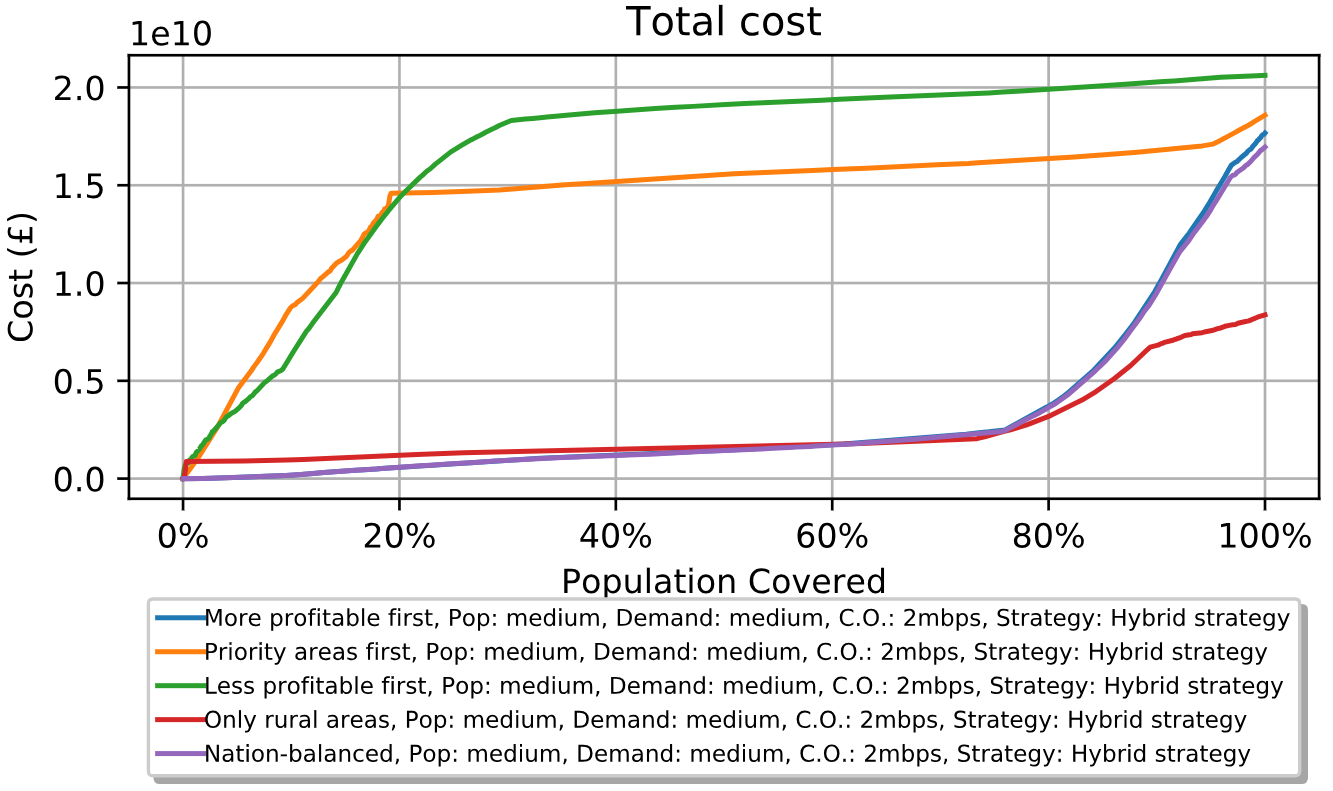 Total cost
1e10
2.0
1.5
1.0
0.5
0.0
Cost (£)
0% 20% 40% 60% 80% 100%
Population Covered
More profitable first, Pop: medium, Demand: medium, C.O.: 2mbps, Strategy: Hybrid strategy
Priority areas first, Pop: medium, Demand: medium, C.O.: 2mbps, Strategy: Hybrid strategy
Less profitable first, Pop: medium, Demand: medium, C.O.: 2mbps, Strategy: Hybrid strategy
Only rural areas, Pop: medium, Demand: medium, C.O.: 2mbps, Strategy: Hybrid strategy
Nation-balanced, Pop: medium, Demand: medium, C.O.: 2mbps, Strategy: Hybrid strategy